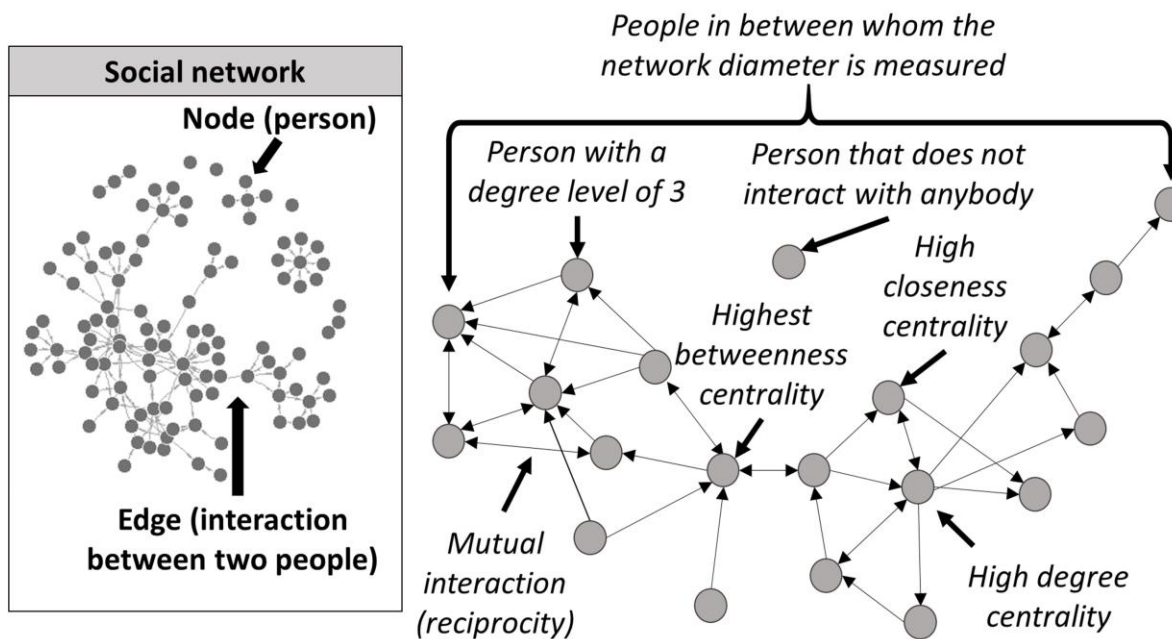 Social network
Node (person)
Edge (interaction
between two people)
People in between whom the
network diameter is measured
Person with a
degree level of 3
Person that does not
interact with anybody
High
closeness
centrality
Highest
betweenness
centrality
Mutual
interaction
(reciprocity)
High degree
centrality